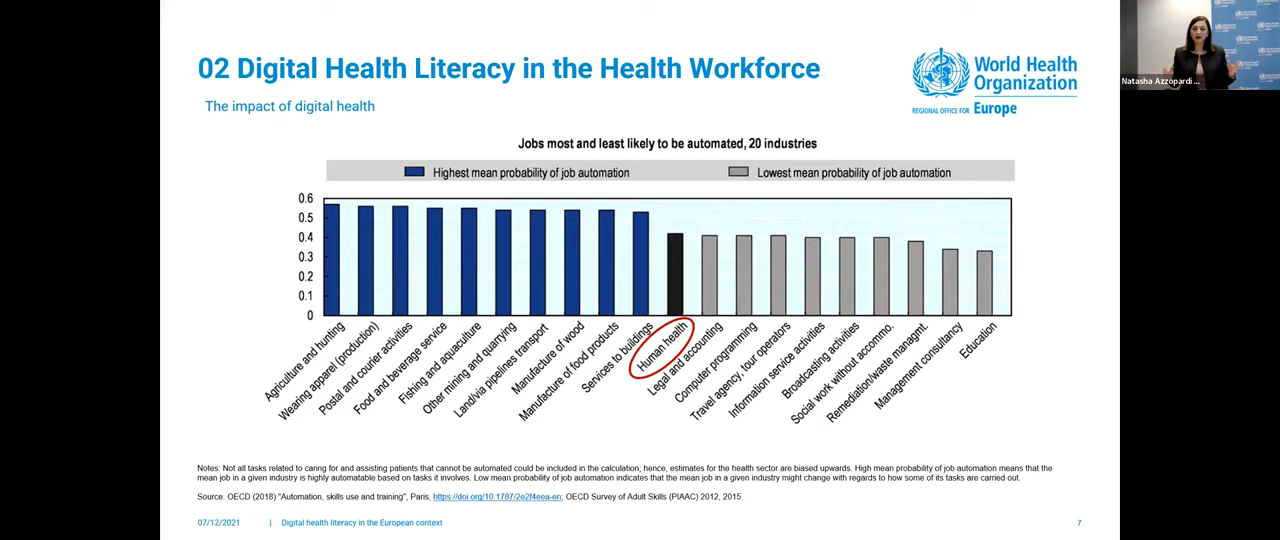 02 Digital Health Literacy in the Health Workforce
The impact of digital health
World Health
Organization
REGIONAL OFFICE FOR Europe
Natasha Azzopardi ...
Jobs most and least likely to be automated, 20 industries
Highest mean probability of job automation
Lowest mean probability of job automation
0.6
0.5
0.4
0.3
0.2
0.1
0
Agriculture and hunting
Wearing apparel (production)
Postal and courier activities
Food and beverage service
Fishing and aquaculture
Other mining and quarrying
Land/via pipelines transport
Manufacture of wood
Manufacture of food products
Services to buildings
Human health
Legal and accounting
Computer programming
Travel agency, tour operators
Information service activities
Broadcasting activities
Social work without accommo.
Remediation/waste managmt.
Management consultancy
Education
Notes: Not all tasks related to caring for and assisting patients that cannot be automated could be included in the calculation; hence, estimates for the health sector are biased upwards. High mean probability of job automation means that the
mean job in a given industry is highly automatable based on tasks it involves. Low mean probability of job automation indicates that the mean job in a given industry might change with regards to how some of its tasks are carried out.
Source: OECD (2018) "Automation, skills use and training", Paris, https://doi.org/10.1787/2e2f4eea-en; OECD Survey of Adult Skills (PIAAC) 2012, 2015.
07/12/2021 | Digital health literacy in the European context
7